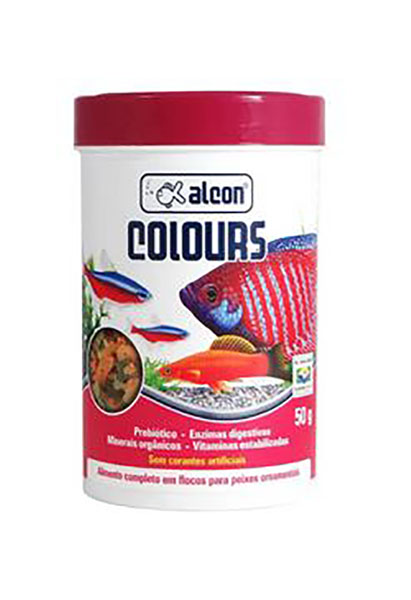 alcon®
COLOURS
50 g
Prebiótico - Enzimas digestivas
Minerais orgânicos - Vitaminas estabilizadas
Sem corantes artificiais
Alimento completo em flocos para peixes ornamentais